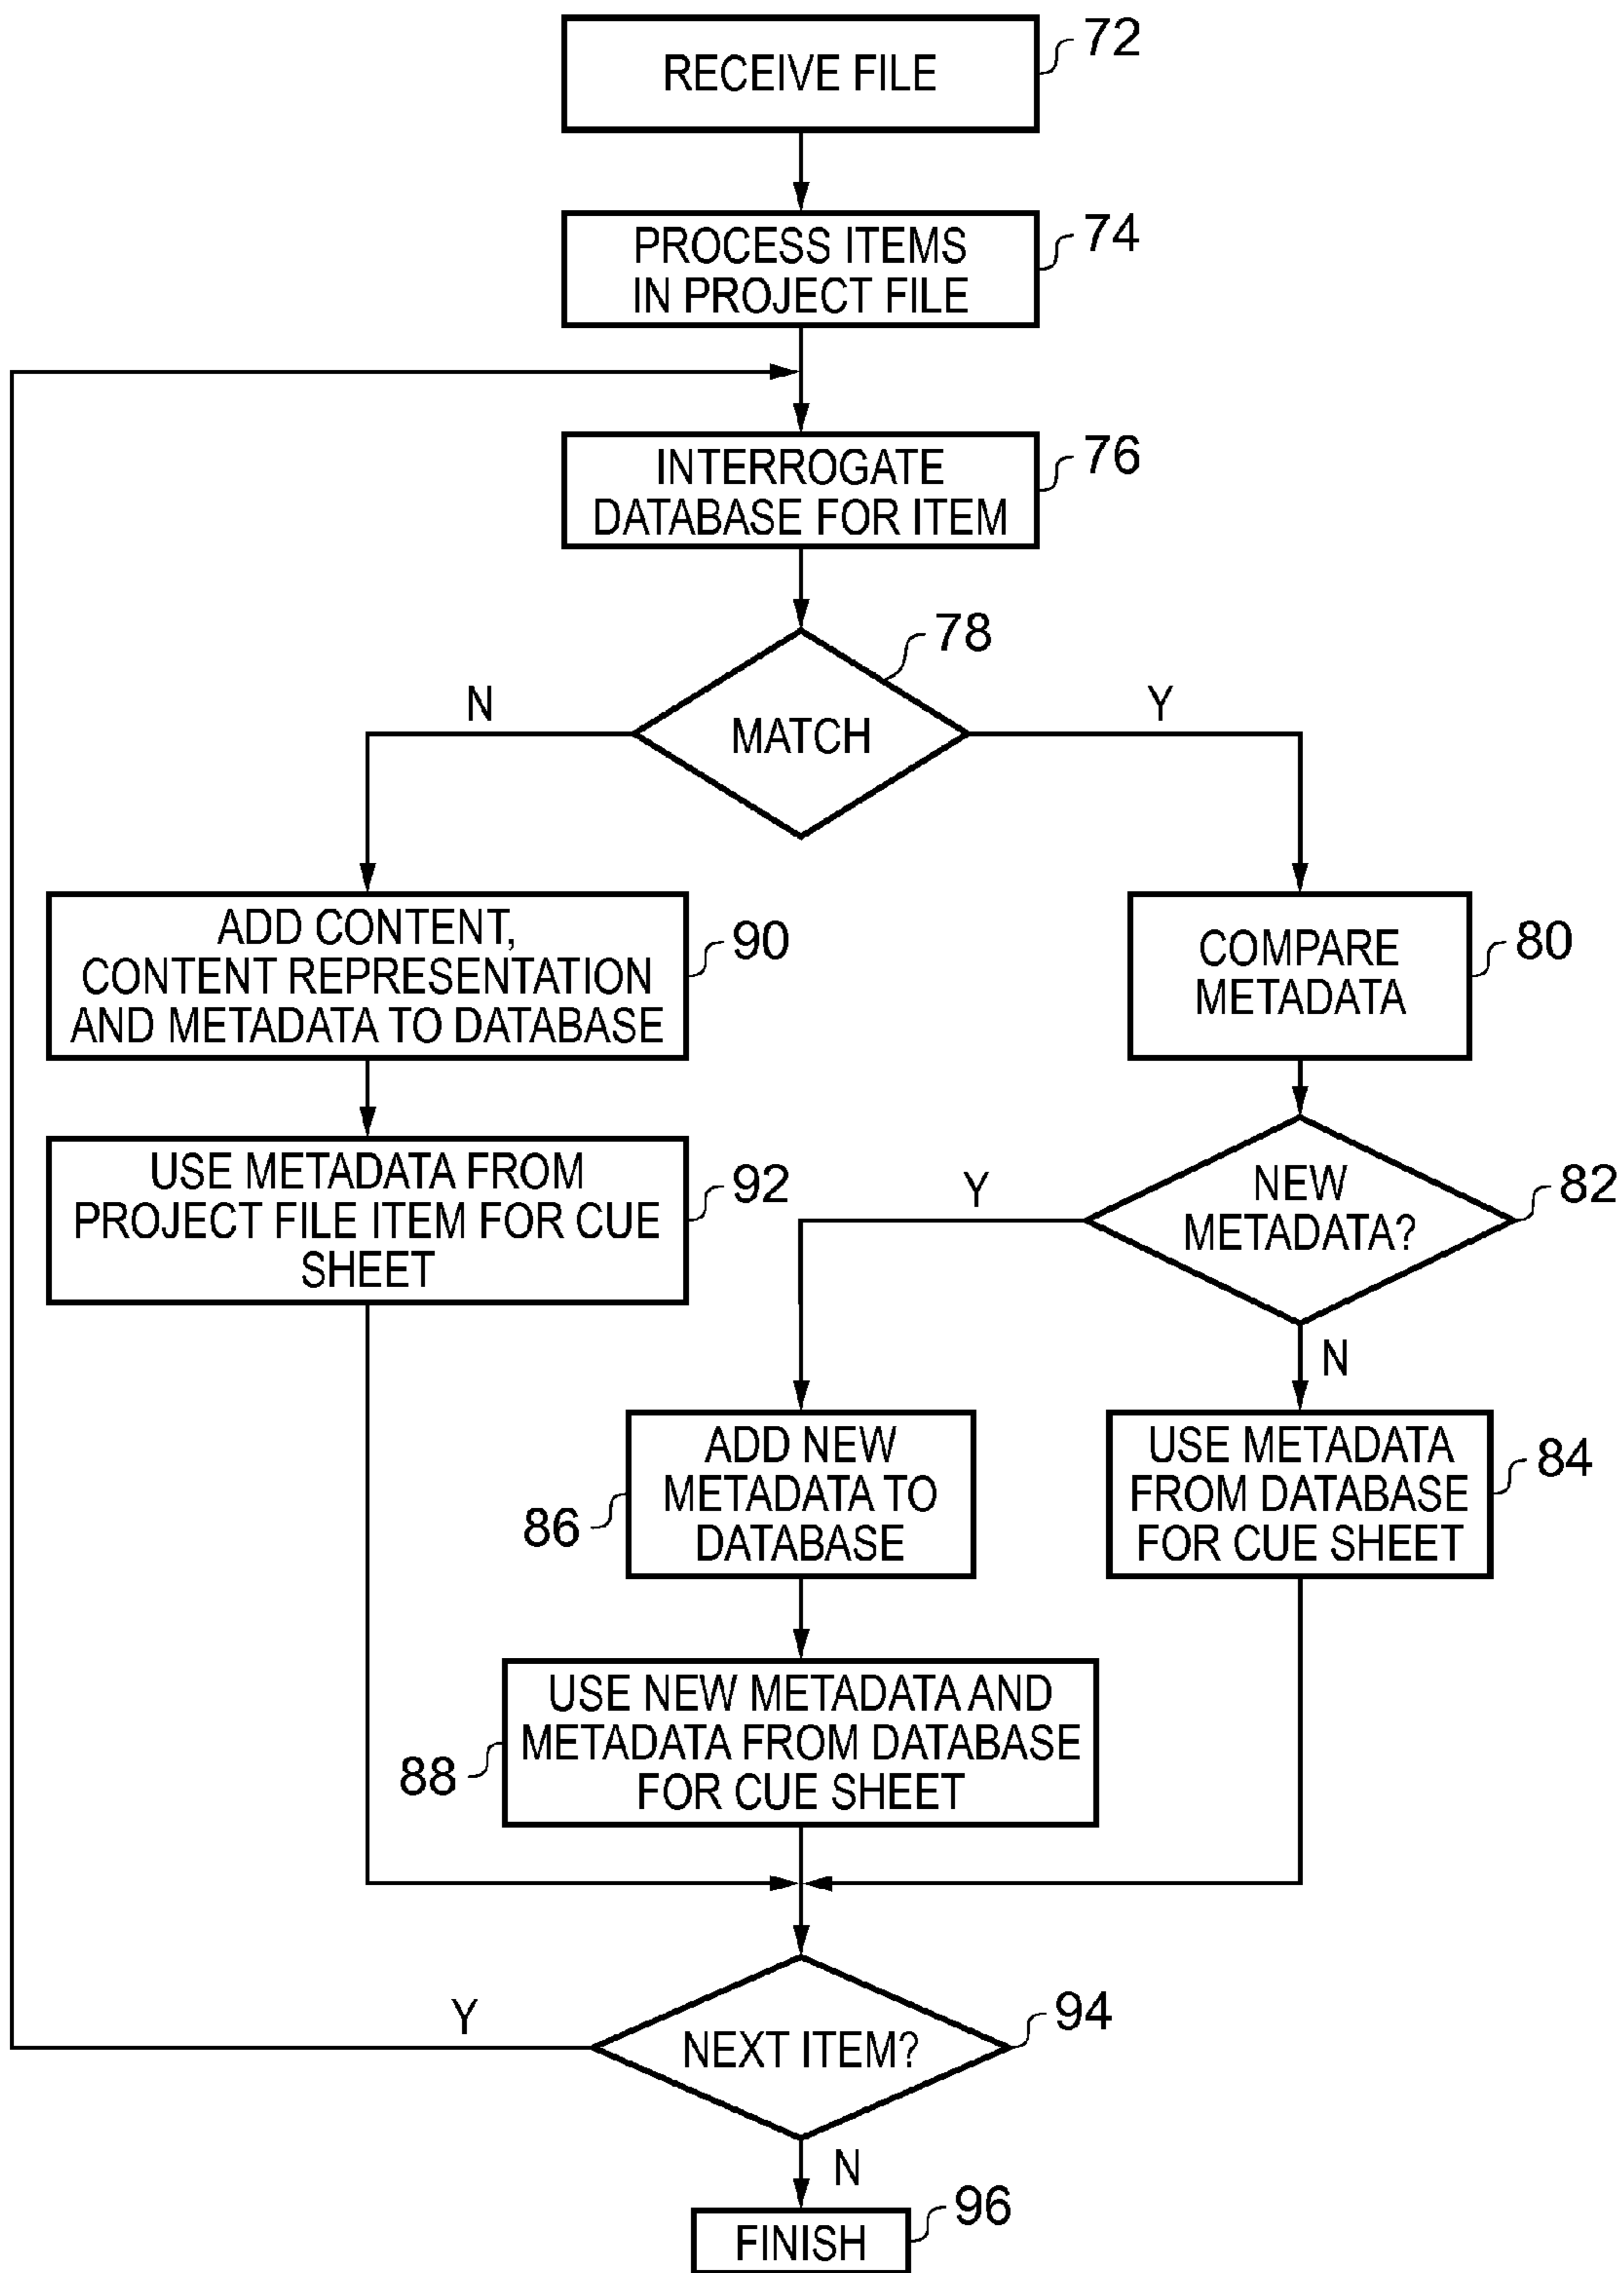 RECEIVE FILE
72
PROCESS ITEMS
IN PROJECT FILE
74
INTERROGATE
DATABASE FOR ITEM
76
MATCH
78
N
Y
ADD CONTENT,
CONTENT REPRESENTATION
AND METADATA TO DATABASE
90
COMPARE
METADATA
80
USE METADATA FROM
PROJECT FILE ITEM FOR CUE
SHEET
92
Y
NEW
METADATA?
82
N
ADD NEW
METADATA TO
DATABASE
86
USE METADATA
FROM DATABASE
FOR CUE SHEET
84
USE NEW METADATA AND
METADATA FROM DATABASE
FOR CUE SHEET
88
Y
NEXT ITEM?
94
N
FINISH
96